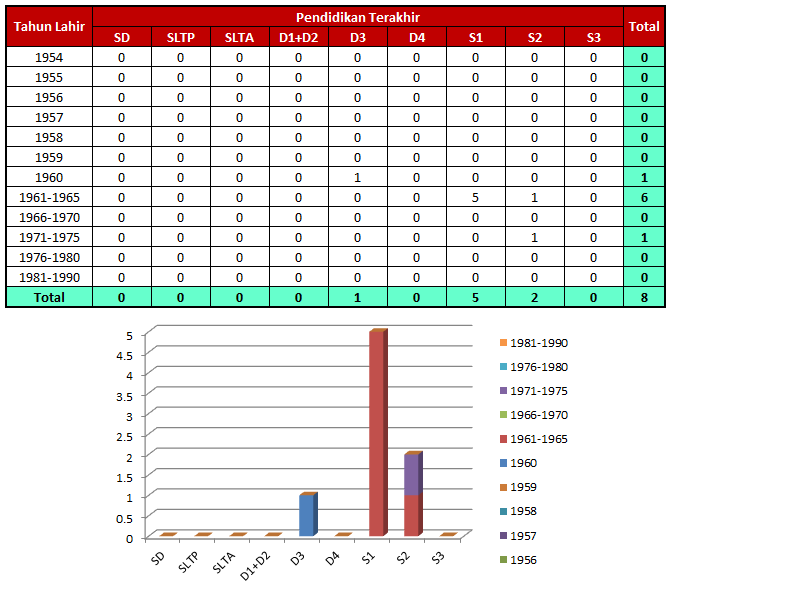 Tahun Lahir Pendidikan Terakhir Total
SD SLTP SLTA D1+D2 D3 D4 S1 S2 S3
1954 0 0 0 0 0 0 0 0 0 0
1955 0 0 0 0 0 0 0 0 0 0
1956 0 0 0 0 0 0 0 0 0 0
1957 0 0 0 0 0 0 0 0 0 0
1958 0 0 0 0 0 0 0 0 0 0
1959 0 0 0 0 0 0 0 0 0 0
1960 0 0 0 0 1 0 0 0 0 1
1961-1965 0 0 0 0 0 0 5 1 0 6
1966-1970 0 0 0 0 0 0 0 0 0 0
1971-1975 0 0 0 0 0 0 0 1 0 1
1976-1980 0 0 0 0 0 0 0 0 0 0
1981-1990 0 0 0 0 0 0 0 0 0 0
Total 0 0 0 0 1 0 5 2 0 8
5
4.5
4
3.5
3
2.5
2
1.5
1
0.5
0
SD SLTP SLTA D1+D2 D3 D4 S1 S2 S3
1981-1990
1976-1980
1971-1975
1966-1970
1961-1965
1960
1959
1958
1957
1956